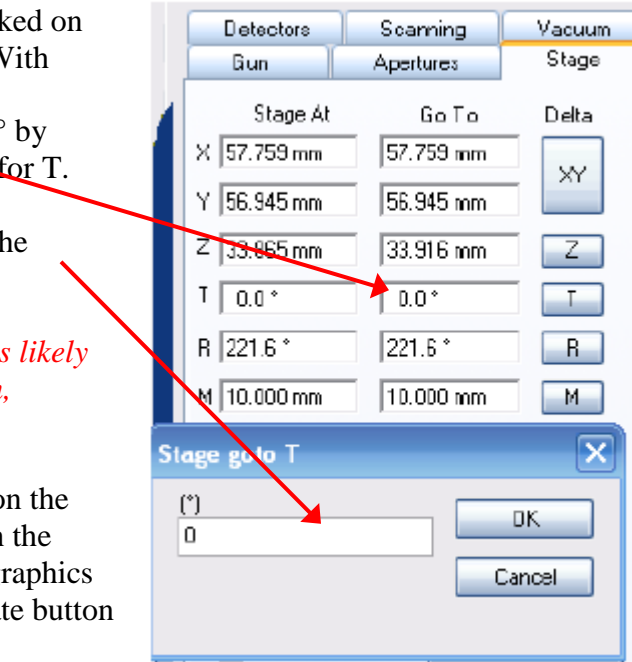 ked on
With
° by
for T.
he
s likely
n,
on the
n the
raphics
te button
Detectors Scanning Vacuum
Gun Apertures Stage
Stage At Go To Delta
X 57.759 mm 57.759 mm XY
Y 56.945 mm 56.945 mm
Z 33.865 mm 33.916 mm Z
T 0.0 ° 0.0 ° T
R 221.6 ° 221.6 ° R
M 10.000 mm 10.000 mm M
Stage goto T
(°)
0
OK
Cancel